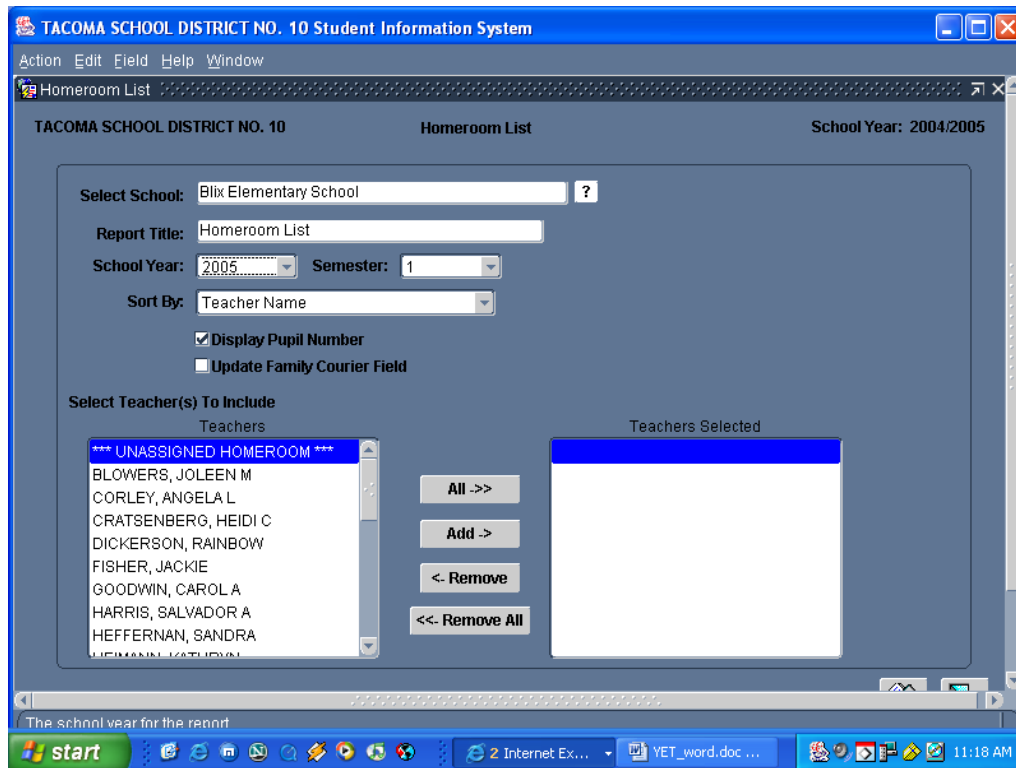 TACOMA SCHOOL DISTRICT NO. 10 Student Information System
Action Edit Field Help Window
Homeroom List
TACOMA SCHOOL DISTRICT NO. 10 Homeroom List School Year: 2004/2005
Select School: Blix Elementary School ?
Report Title: Homeroom List
School Year: 2005 Semester: 1
Sort By: Teacher Name
Display Pupil Number
Update Family Courier Field
Select Teacher(s) To Include
Teachers Teachers Selected
*** UNASSIGNED HOMEROOM ***
BLOWERS, JOLEEN M
CORLEY, ANGELA L
CRATSENBERG, HEIDI C
DICKERSON, RAINBOW
FISHER, JACKIE
GOODWIN, CAROL A
HARRIS, SALVADOR A
HEFFERNAN, SANDRA
HEIMANN, KATHRYN
All ->>
Add ->
<- Remove
<<- Remove All
The school year for the report
start 2 Internet Ex... YET_word.doc ... 11:18 AM